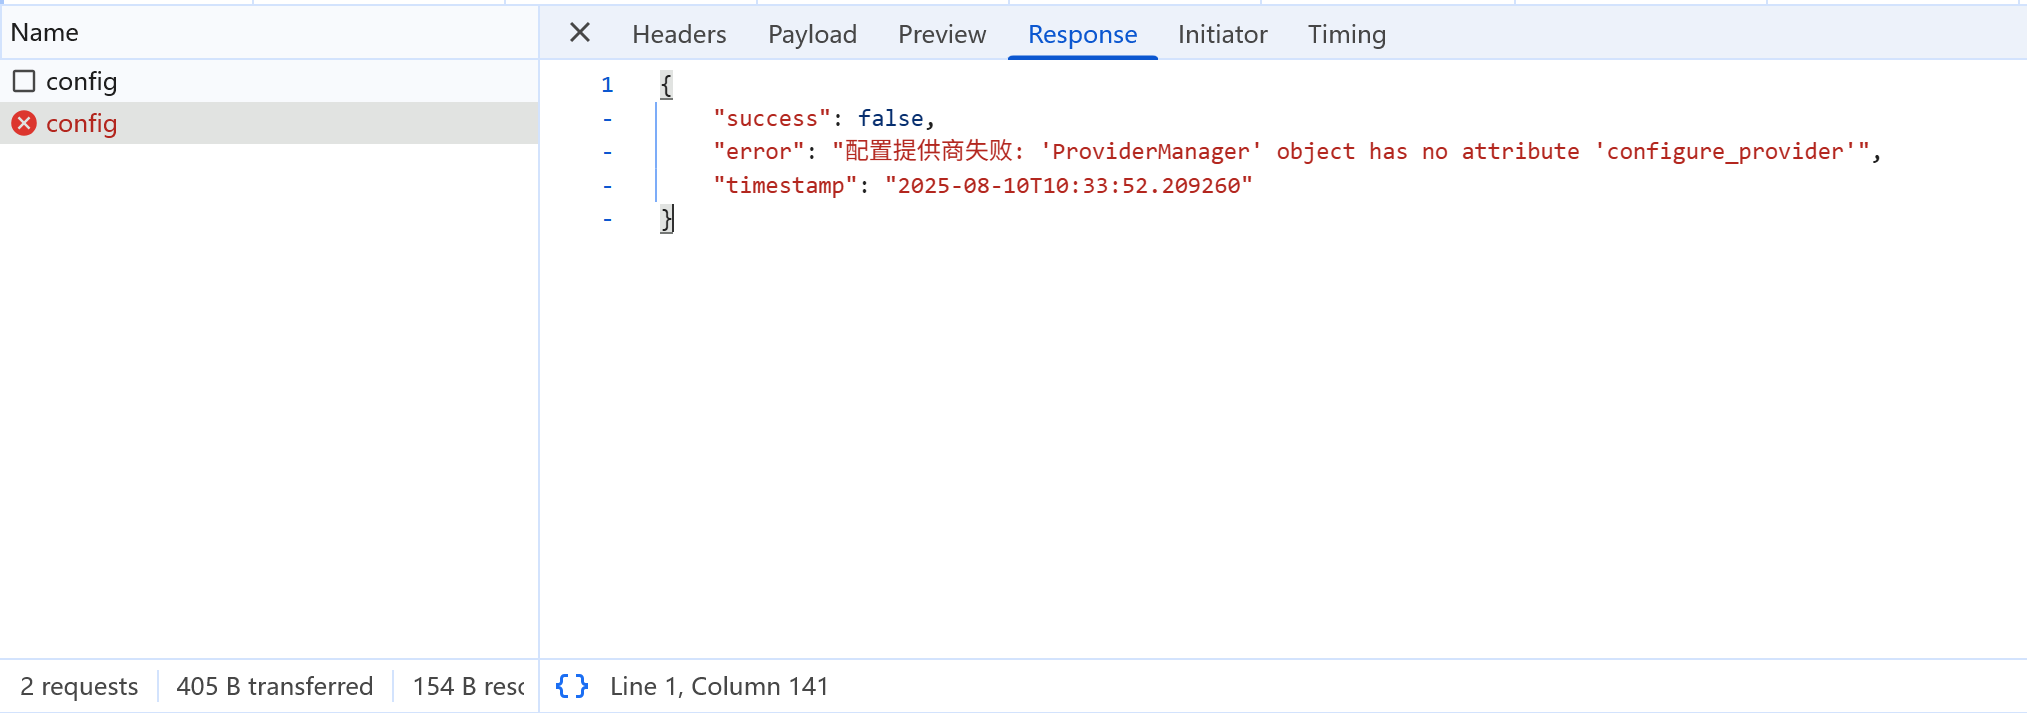 Name
config
config
Headers Payload Preview Response Initiator Timing
1 {
- "success": false,
- "error": "配置提供商失败: 'ProviderManager' object has no attribute 'configure_provider'",
- "timestamp": "2025-08-10T10:33:52.209260"
- }
2 requests 405 B transferred 154 B resc
{} Line 1, Column 141